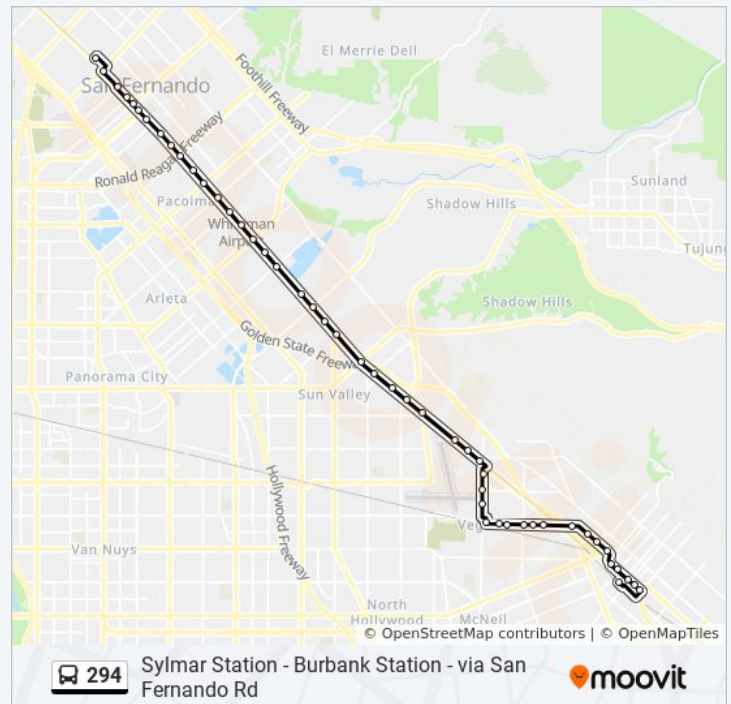 El Merrie Dell
Foothill Freeway
San Fernando
Ronald Reagan Freeway
Sunland
Pacoima
Shadow Hills
Whiteman
Airport
Tujung
Arleta
Shadow Hills
Golden State Freeway
Panorama City
Sun Valley
Hollywood Freeway
Veg
Van Nuys
North
Hollywood
McNeil
© OpenStreetMap contributors | © OpenMapTiles
294
Sylmar Station - Burbank Station - via San
Fernando Rd
moovit